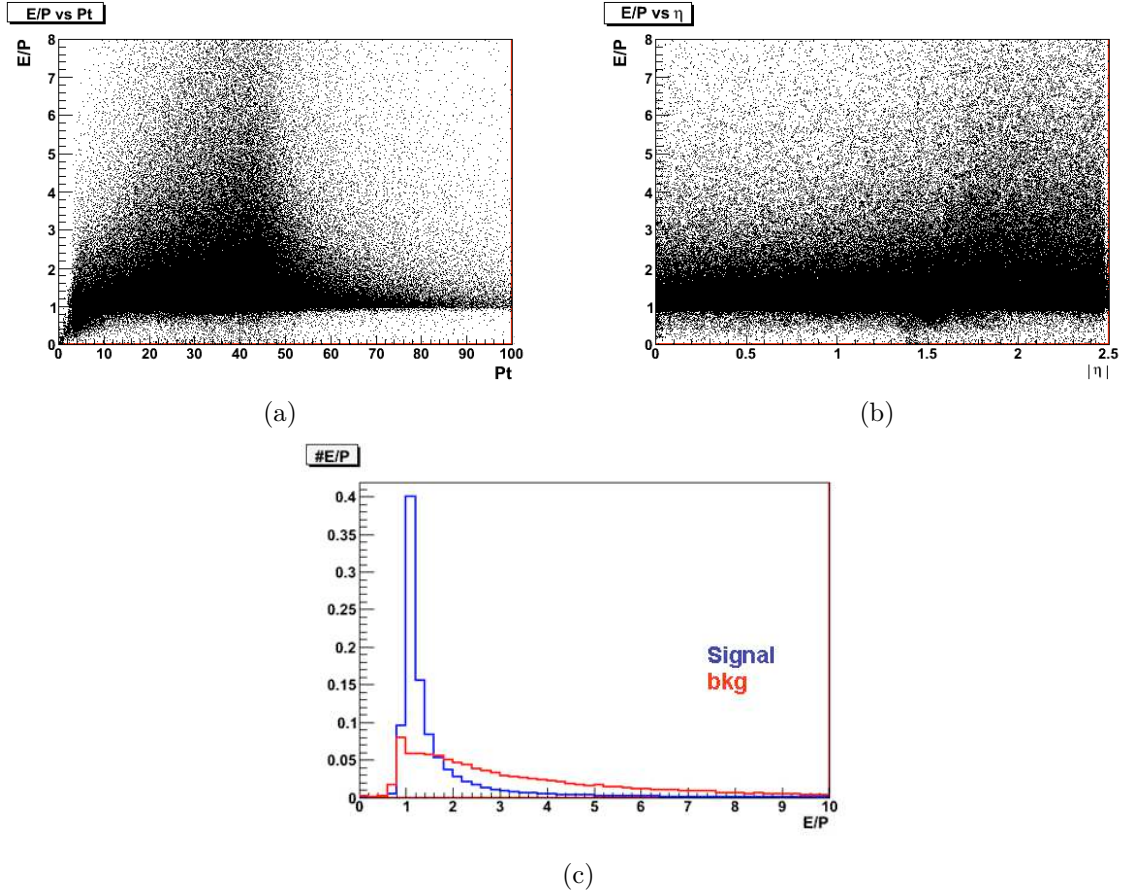 E/P vs Pt
E/P
8
7
6
5
4
3
2
1
0
0 10 20 30 40 50 60 70 80 90 100
Pt
(a)
E/P vs η
E/P
8
7
6
5
4
3
2
1
0
0 0.5 1 1.5 2 2.5
|η|
(b)
#E/P
0.4
0.35
0.3
0.25
0.2
0.15
0.1
0.05
0
Signal
bkg
0 1 2 3 4 5 6 7 8 9 10
E/P
(c)